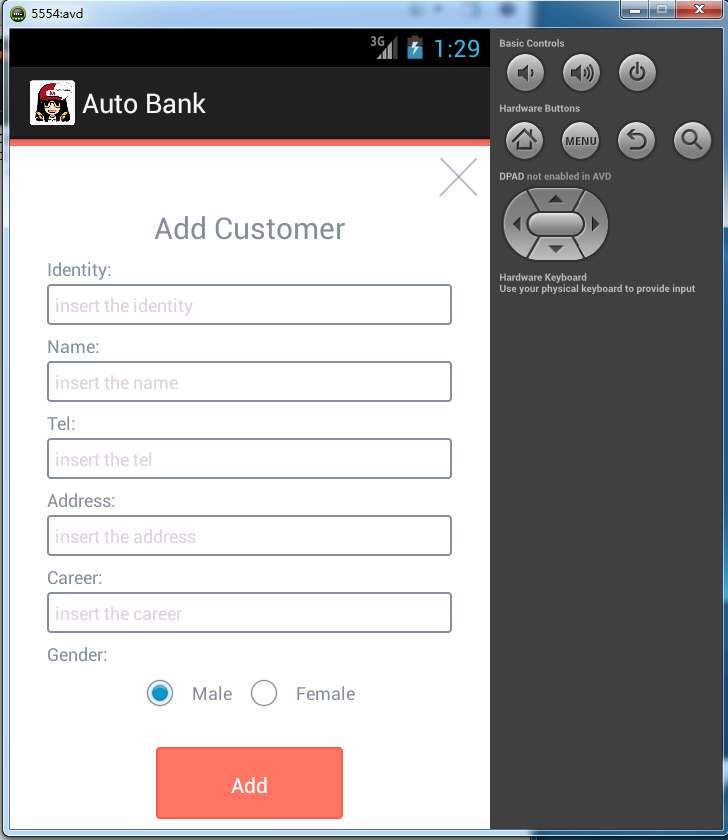 5554:avd
3G 1:29
Auto Bank
Add Customer
Identity:
insert the identity
Name:
insert the name
Tel:
insert the tel
Address:
insert the address
Career:
insert the career
Gender:
Male Female
Add
Basic Controls
Hardware Buttons
MENU
DPAD not enabled in AVD
Hardware Keyboard
Use your physical keyboard to provide input